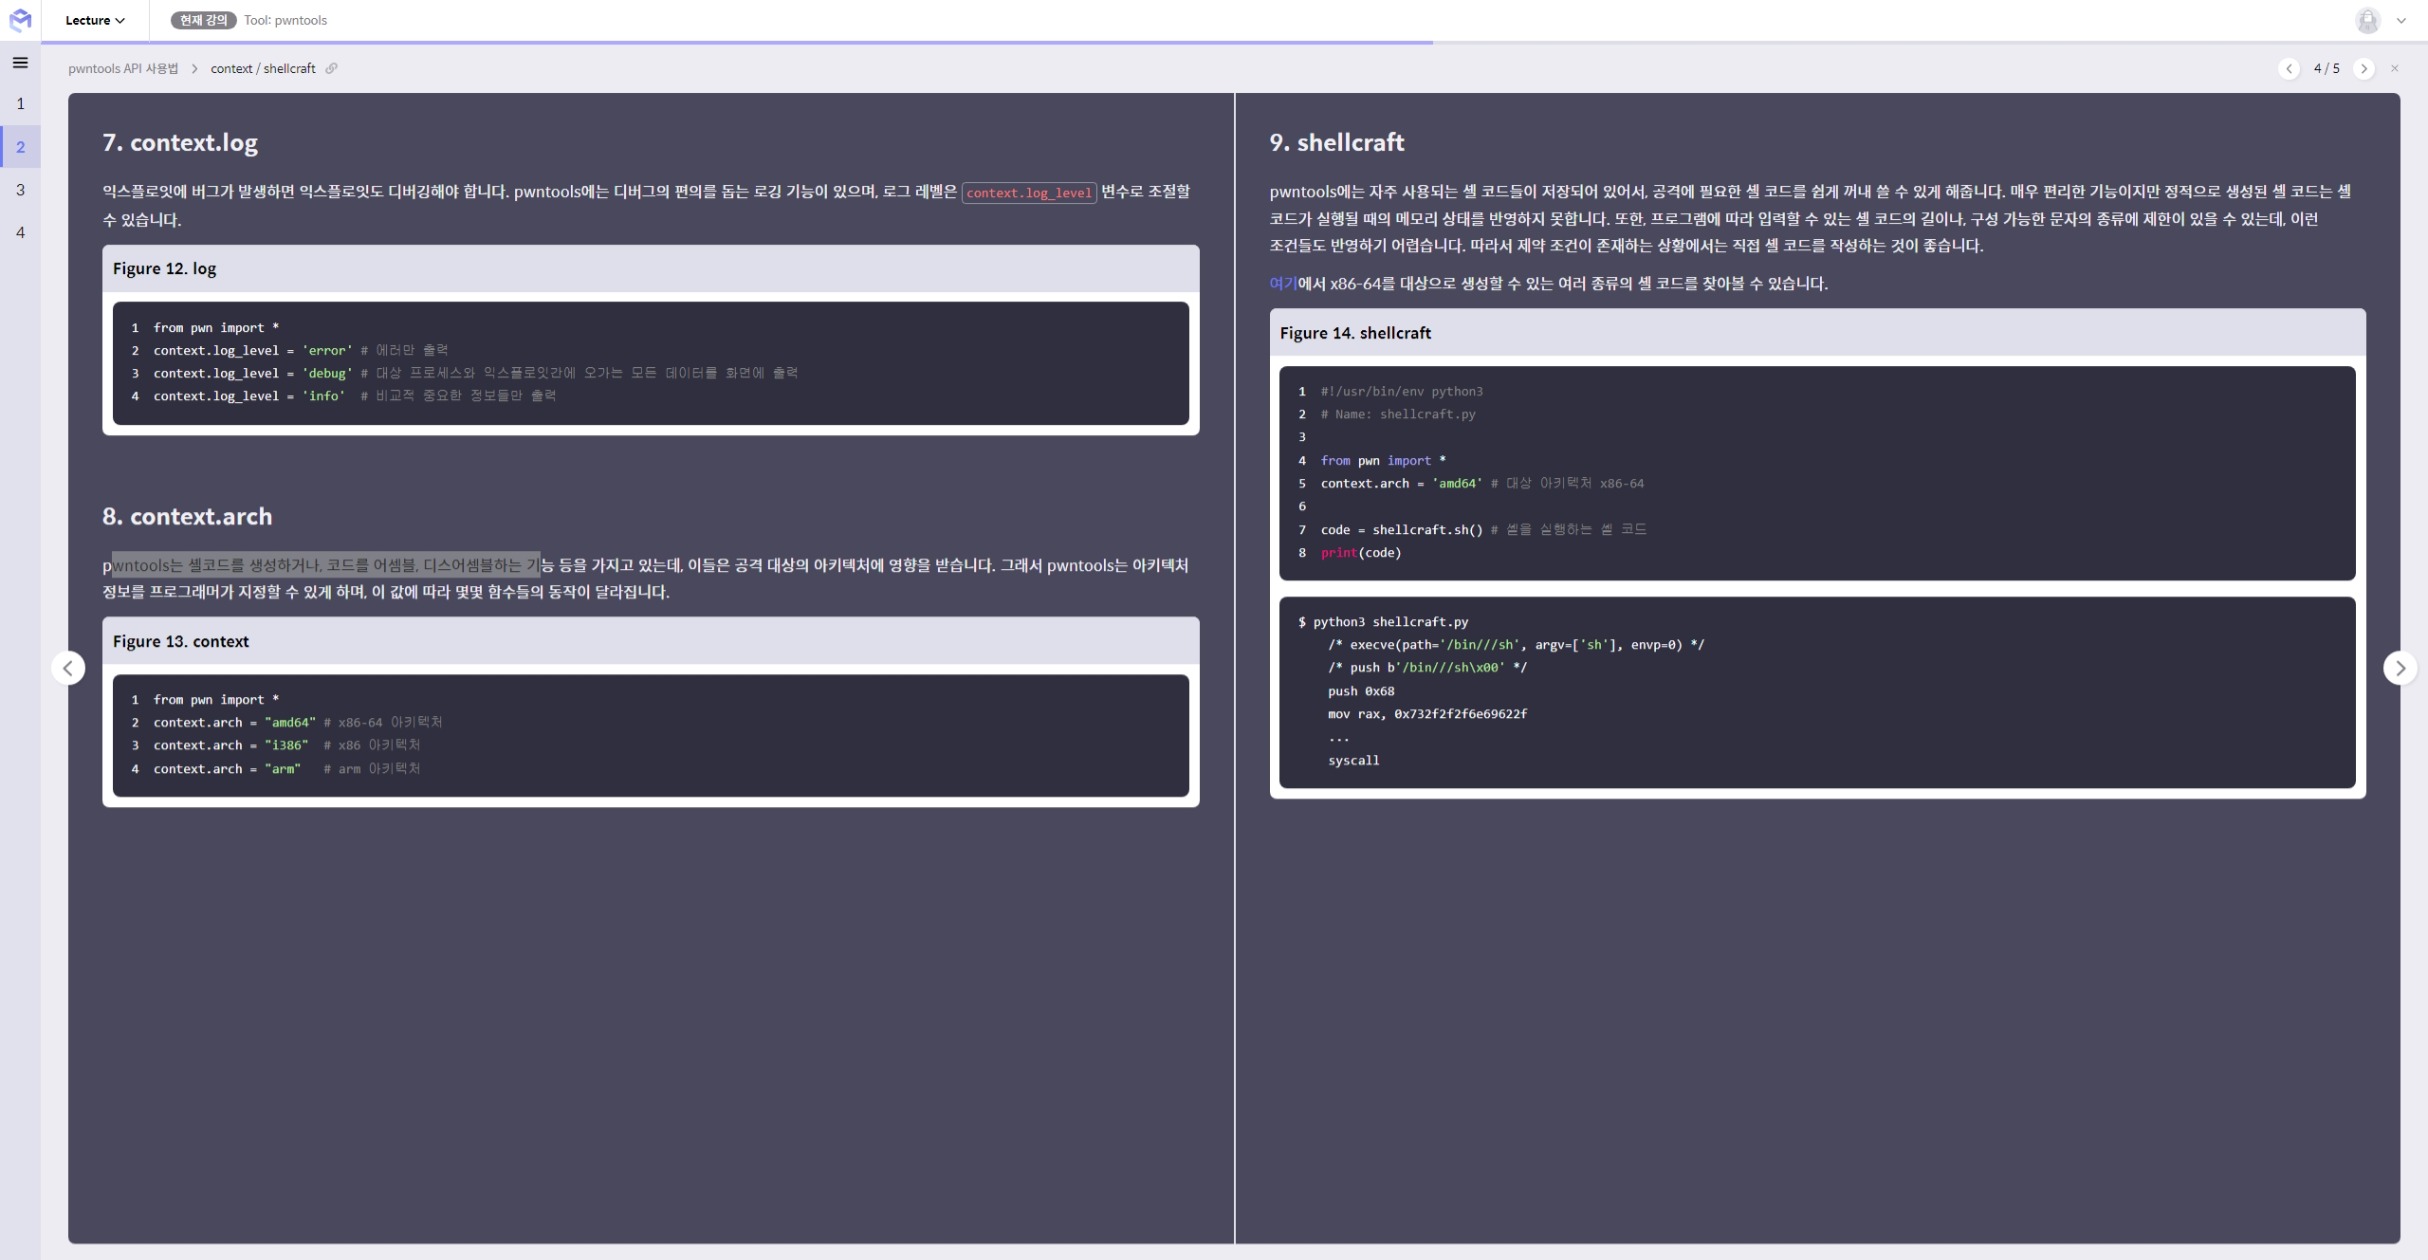 Lecture
현재 강의 Tool: pwntools
pwntools API 사용법 > context / shellcraft
4 / 5
1
2
3
4
7. context.log
익스플로잇에 버그가 발생하면 익스플로잇도 디버깅해야 합니다. pwntools에는 디버그의 편의를 돕는 로깅 기능이 있으며, 로그 레벨은 context.log_level 변수로 조절할
수 있습니다.
Figure 12. log
1 from pwn import *
2 context.log_level = 'error' # 에러만 출력
3 context.log_level = 'debug' # 대상 프로세스와 익스플로잇간에 오가는 모든 데이터를 화면에 출력
4 context.log_level = 'info'  # 비교적 중요한 정보들만 출력
8. context.arch
pwntools는 셸코드를 생성하거나, 코드를 어셈블, 디스어셈블하는 기능 등을 가지고 있는데, 이들은 공격 대상의 아키텍처에 영향을 받습니다. 그래서 pwntools는 아키텍처
정보를 프로그래머가 지정할 수 있게 하며, 이 값에 따라 몇몇 함수들의 동작이 달라집니다.
Figure 13. context
1 from pwn import *
2 context.arch = "amd64" # x86-64 아키텍처
3 context.arch = "i386"  # x86 아키텍처
4 context.arch = "arm"   # arm 아키텍처
9. shellcraft
pwntools에는 자주 사용되는 셸 코드들이 저장되어 있어서, 공격에 필요한 셸 코드를 쉽게 꺼내 쓸 수 있게 해줍니다. 매우 편리한 기능이지만 정적으로 생성된 셸 코드는 셸
코드가 실행될 때의 메모리 상태를 반영하지 못합니다. 또한, 프로그램에 따라 입력할 수 있는 셸 코드의 길이나, 구성 가능한 문자의 종류에 제한이 있을 수 있는데, 이런
조건들도 반영하기 어렵습니다. 따라서 제약 조건이 존재하는 상황에서는 직접 셸 코드를 작성하는 것이 좋습니다.
여기에서 x86-64를 대상으로 생성할 수 있는 여러 종류의 셸 코드를 찾아볼 수 있습니다.
Figure 14. shellcraft
1 #!/usr/bin/env python3
2 # Name: shellcraft.py
3
4 from pwn import *
5 context.arch = 'amd64' # 대상 아키텍처 x86-64
6
7 code = shellcraft.sh() # 셸을 실행하는 셸 코드
8 print(code)
$ python3 shellcraft.py
/* execve(path='/bin///sh', argv=['sh'], envp=0) */
/* push b'/bin///sh\x00' */
push 0x68
mov rax, 0x732f2f2f6e69622f
...
syscall